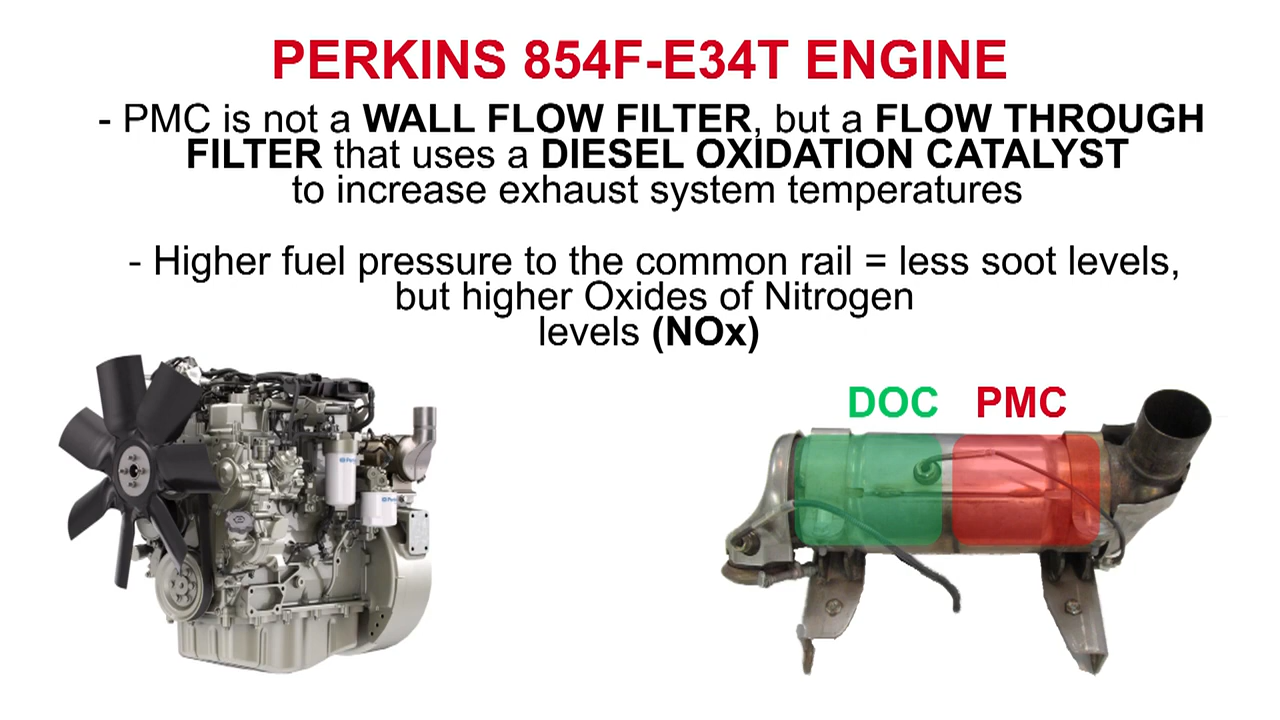 PERKINS 854F-E34T ENGINE
- PMC is not a WALL FLOW FILTER, but a FLOW THROUGH
FILTER that uses a DIESEL OXIDATION CATALYST
to increase exhaust system temperatures
- Higher fuel pressure to the common rail = less soot levels,
but higher Oxides of Nitrogen
levels (NOx)
DOC PMC